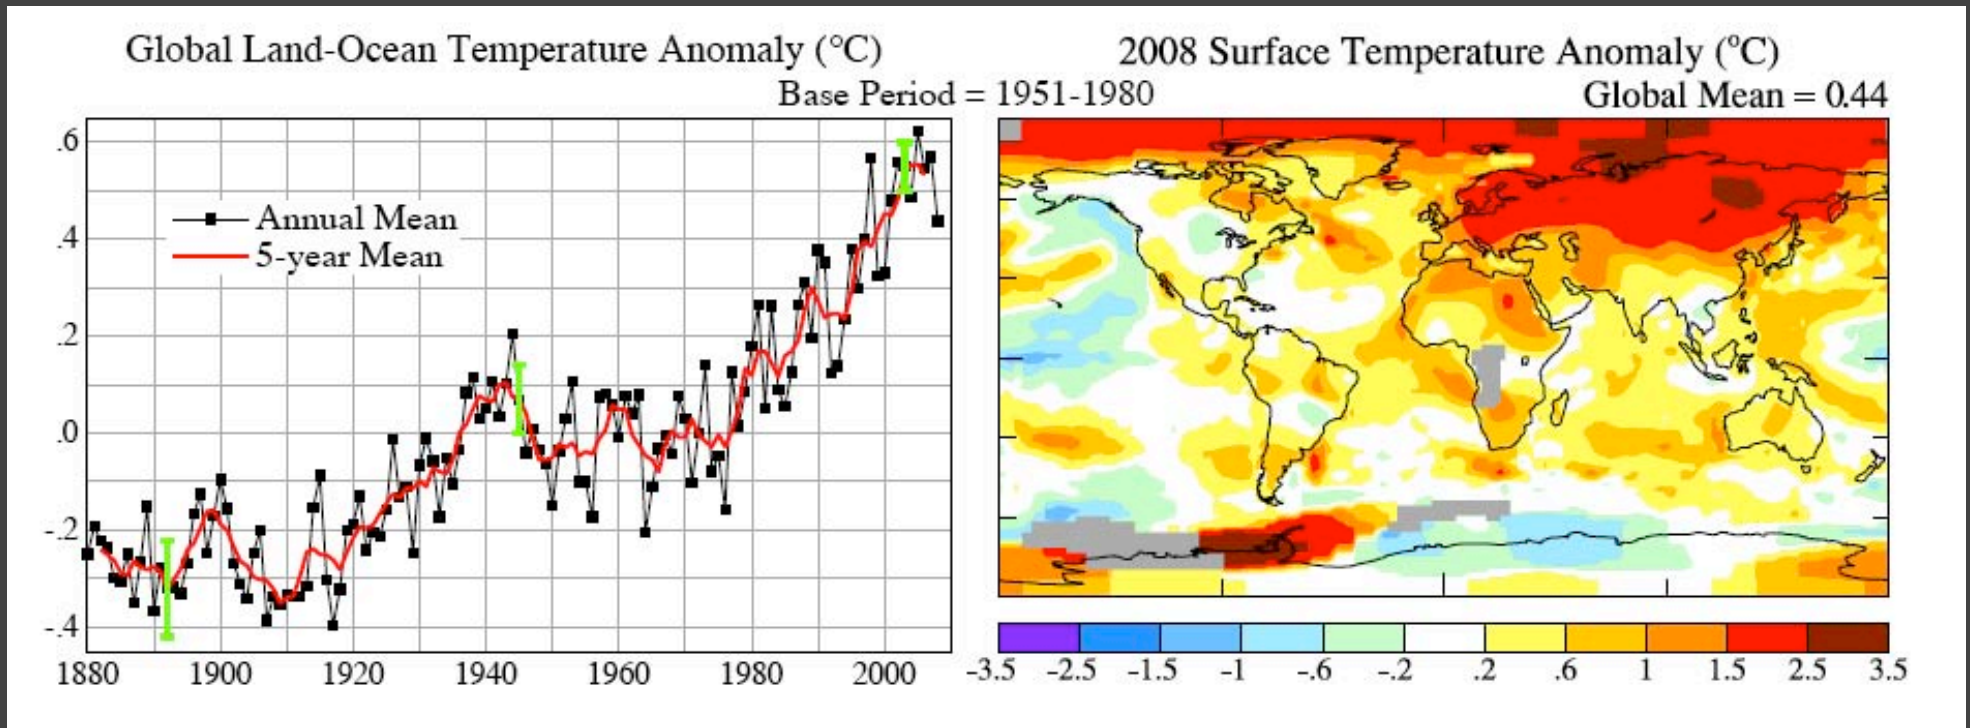 Global Land-Ocean Temperature Anomaly (°C)
2008 Surface Temperature Anomaly (°C)
Base Period = 1951-1980
Global Mean = 0.44
.6
.4
.2
.0
-.2
-.4
Annual Mean
5-year Mean
1880 1900 1920 1940 1960 1980 2000
-3.5 -2.5 -1.5 -1 -.6 -.2 .2 .6 1 1.5 2.5 3.5